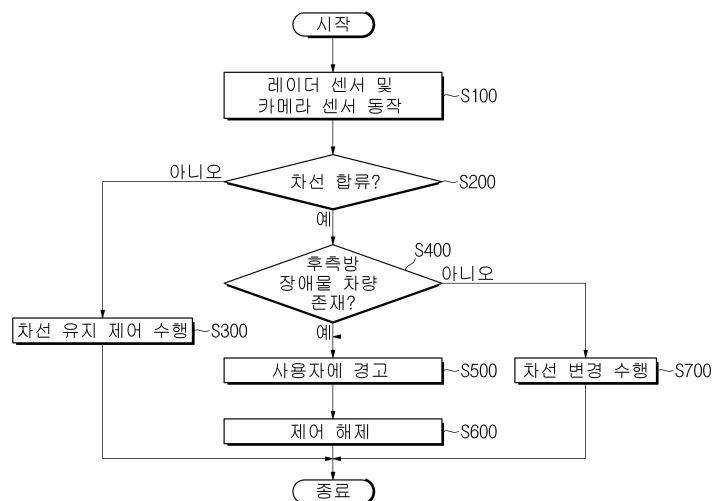 시작
레이더 센서 및
카메라 센서 동작
S100
아니오
차선 합류?
S200
예
S400
후측방
장애물 차량
존재?
아니오
예
차선 유지 제어 수행
S300
사용자에 경고
S500
차선 변경 수행
S700
제어 해제
S600
종료